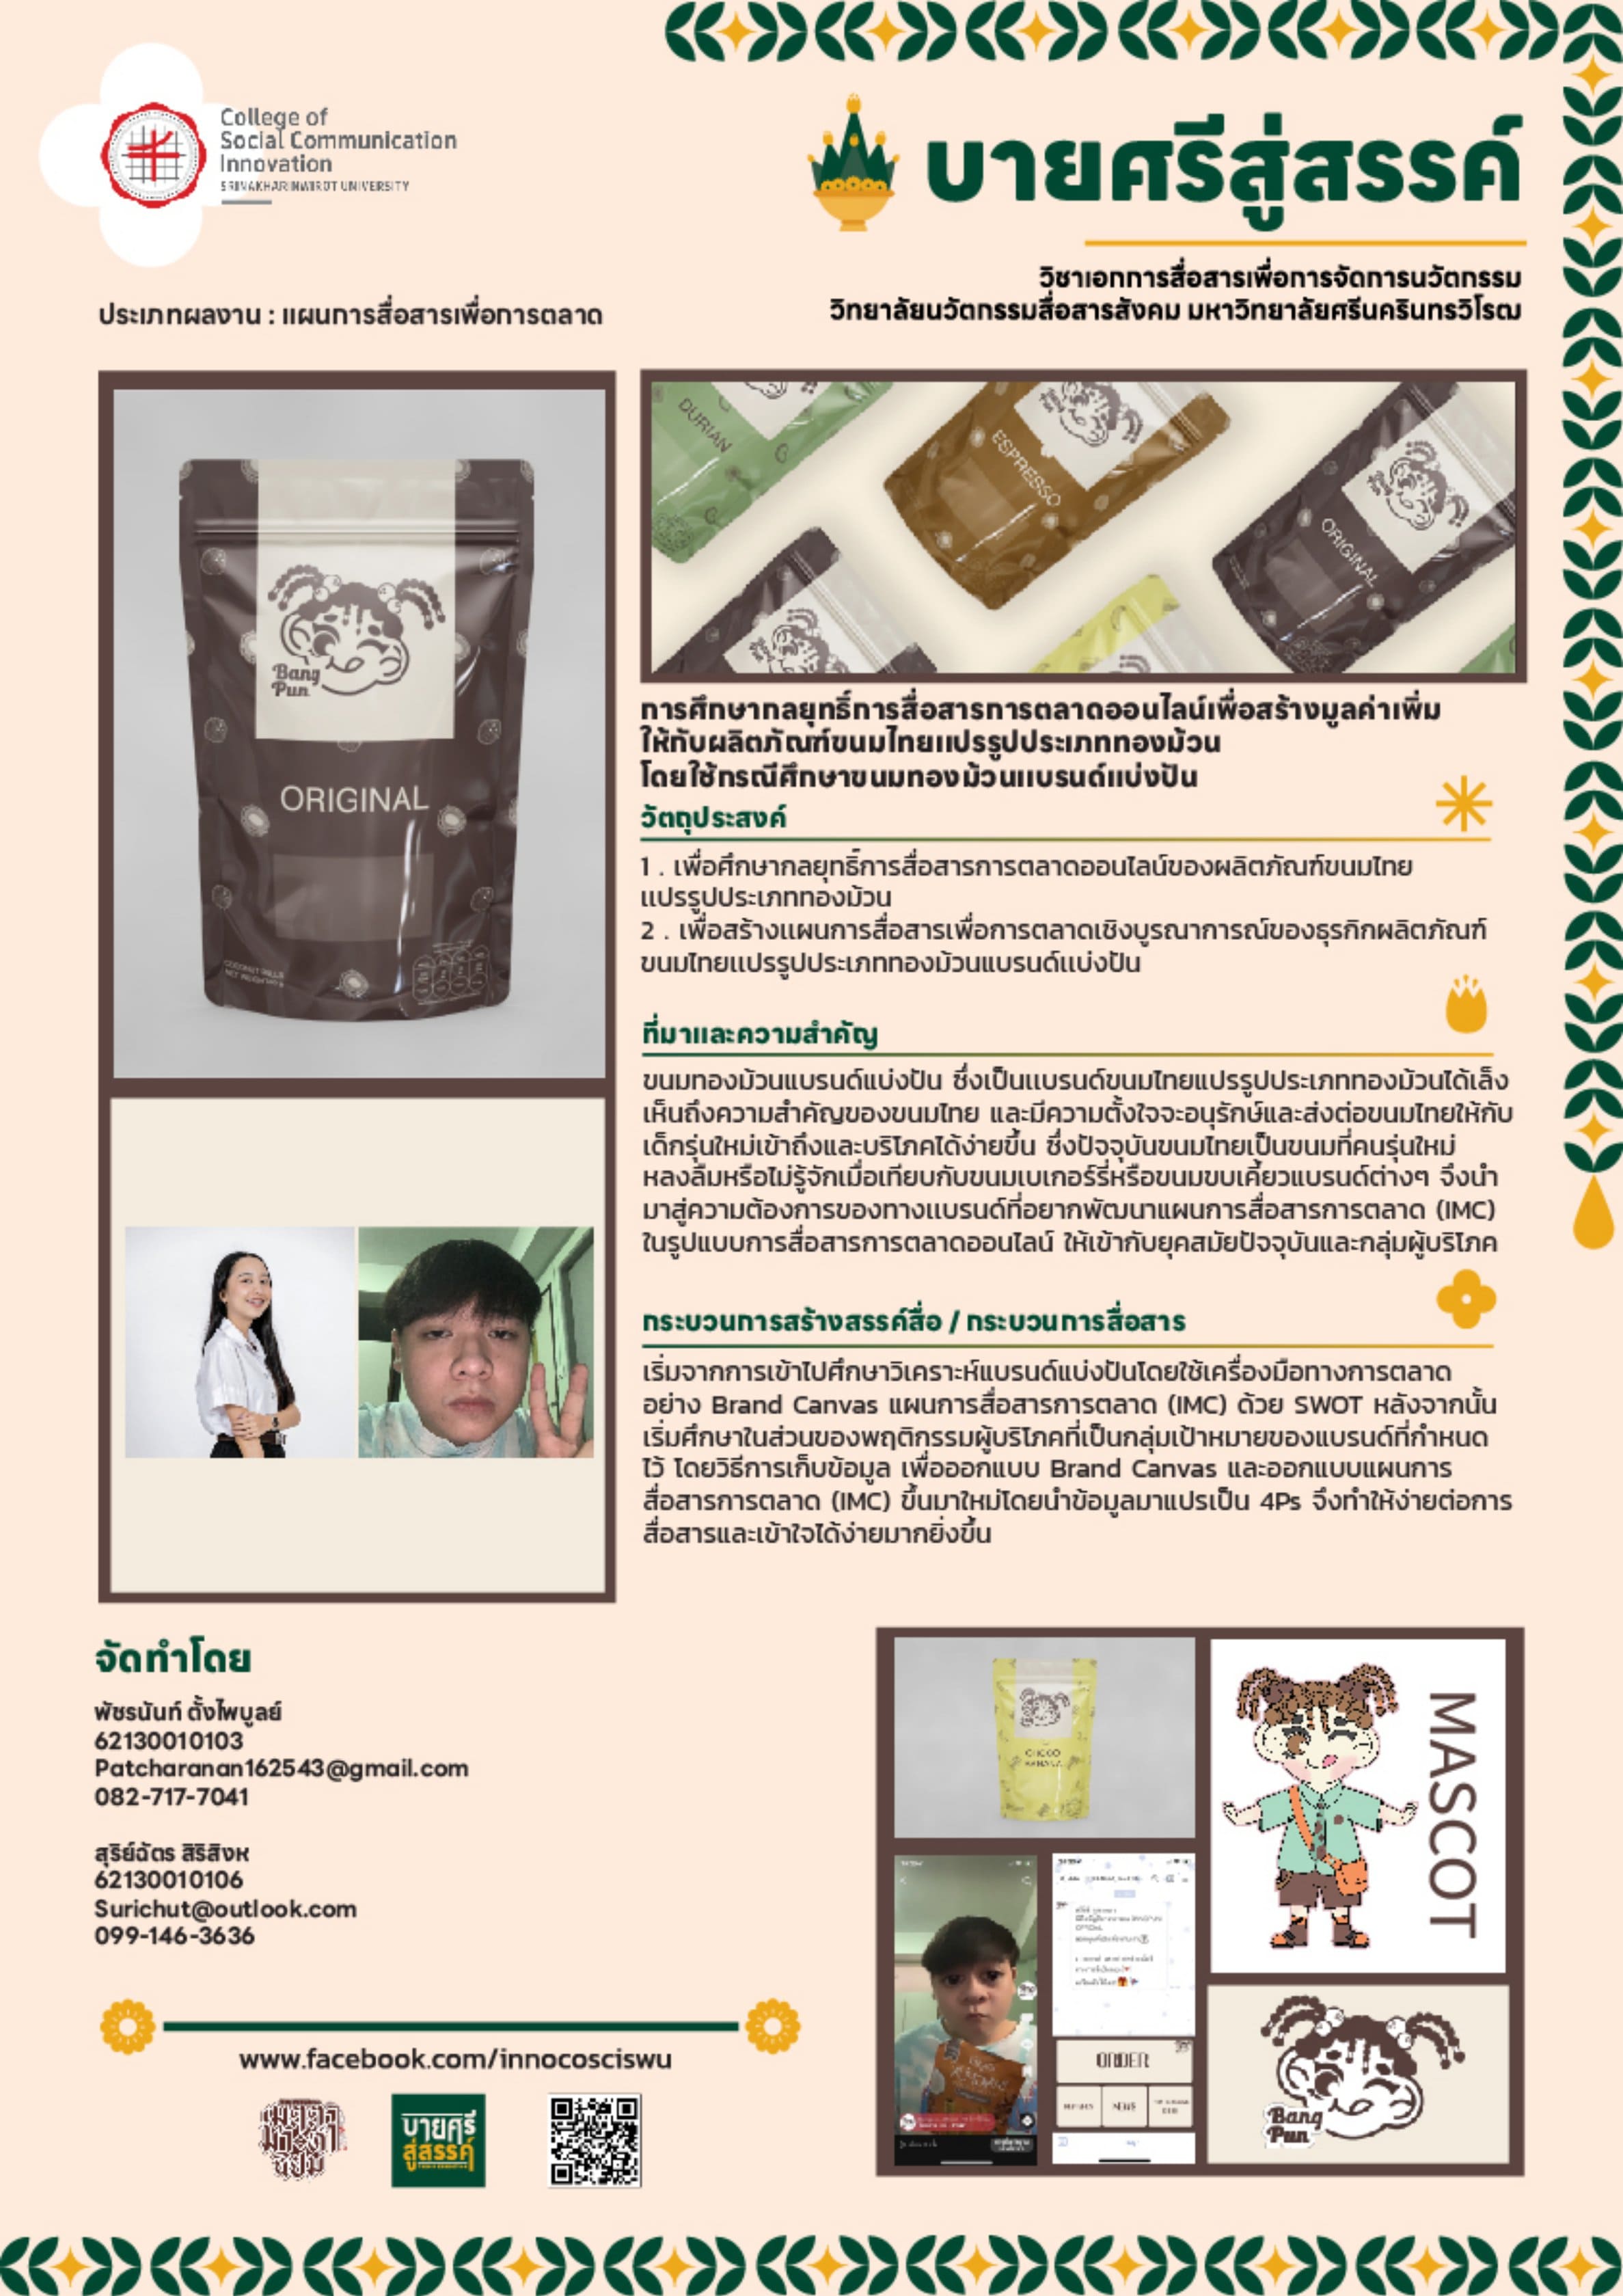 College of
Social Communication
Innovation
SRINAKHARINWIROT UNIVERSITY
บายศรีสู่สรรค์
วิชาเอกการสื่อสารเพื่อการจัดการนวัตกรรม
วิทยาลัยนวัตกรรมสื่อสารสังคม มหาวิทยาลัยศรีนครินทรวิโรฒ
ประเภทผลงาน : แผนการสื่อสารเพื่อการตลาด
Bang
Pun
ORIGINAL
DURIAN
ESPRESSO
ORIGINAL
การศึกษากลยุทธิ์การสื่อสารการตลาดออนไลน์เพื่อสร้างมูลค่าเพิ่ม
ให้กับผลิตภัณฑ์ขนมไทยแปรรูปประเภททองม้วน
โดยใช้กรณีศึกษาขนมทองม้วนแบรนด์แบ่งปัน
วัตถุประสงค์
1 . เพื่อศึกษากลยุทธิ์การสื่อสารการตลาดออนไลน์ของผลิตภัณฑ์ขนมไทย
แปรรูปประเภททองม้วน
2 . เพื่อสร้างแผนการสื่อสารเพื่อการตลาดเชิงบูรณาการณ์ของธุรกิกผลิตภัณฑ์
ขนมไทยแปรรูปประเภททองม้วนแบรนด์แบ่งปัน
ที่มาและความสำคัญ
ขนมทองม้วนแบรนด์แบ่งปัน ซึ่งเป็นแบรนด์ขนมไทยแปรรูปประเภททองม้วนได้เล็ง
เห็นถึงความสำคัญของขนมไทย และมีความตั้งใจจะอนุรักษ์และส่งต่อขนมไทยให้กับ
เด็กรุ่นใหม่เข้าถึงและบริโภคได้ง่ายขึ้น ซึ่งปัจจุบันขนมไทยเป็นขนมที่คนรุ่นใหม่
หลงลืมหรือไม่รู้จักเมื่อเทียบกับขนมเบเกอร์รี่หรือขนมขบเคี้ยวแบรนด์ต่างๆ จึงนำ
มาสู่ความต้องการของทางแบรนด์ที่อยากพัฒนาแผนการสื่อสารการตลาด (IMC)
ในรูปแบบการสื่อสารการตลาดออนไลน์ ให้เข้ากับยุคสมัยปัจจุบันและกลุ่มผู้บริโภค
กระบวนการสร้างสรรค์สื่อ / กระบวนการสื่อสาร
เริ่มจากการเข้าไปศึกษาวิเคราะห์แบรนด์แบ่งปันโดยใช้เครื่องมือทางการตลาด
อย่าง Brand Canvas แผนการสื่อสารการตลาด (IMC) ด้วย SWOT หลังจากนั้น
เริ่มศึกษาในส่วนของพฤติกรรมผู้บริโภคที่เป็นกลุ่มเป้าหมายของแบรนด์ที่กำหนด
ไว้ โดยวิธีการเก็บข้อมูล เพื่อออกแบบ Brand Canvas และออกแบบแผนการ
สื่อสารการตลาด (IMC) ขึ้นมาใหม่โดยนำข้อมูลมาแปรเป็น 4Ps จึงทำให้ง่ายต่อการ
สื่อสารและเข้าใจได้ง่ายมากยิ่งขึ้น
จัดทำโดย
พัชรนันท์ ตั้งไพบูลย์
62130010103
Patcharanan162543@gmail.com
082-717-7041
สุริย์ฉัตร สิริสิงห
62130010106
Surichut@outlook.com
099-146-3636
www.facebook.com/innocosciswu
บายศรี
สู่สรรค์
CHOCO
BANANA
MASCOT
ORDER
NEWS
Bang
Pun